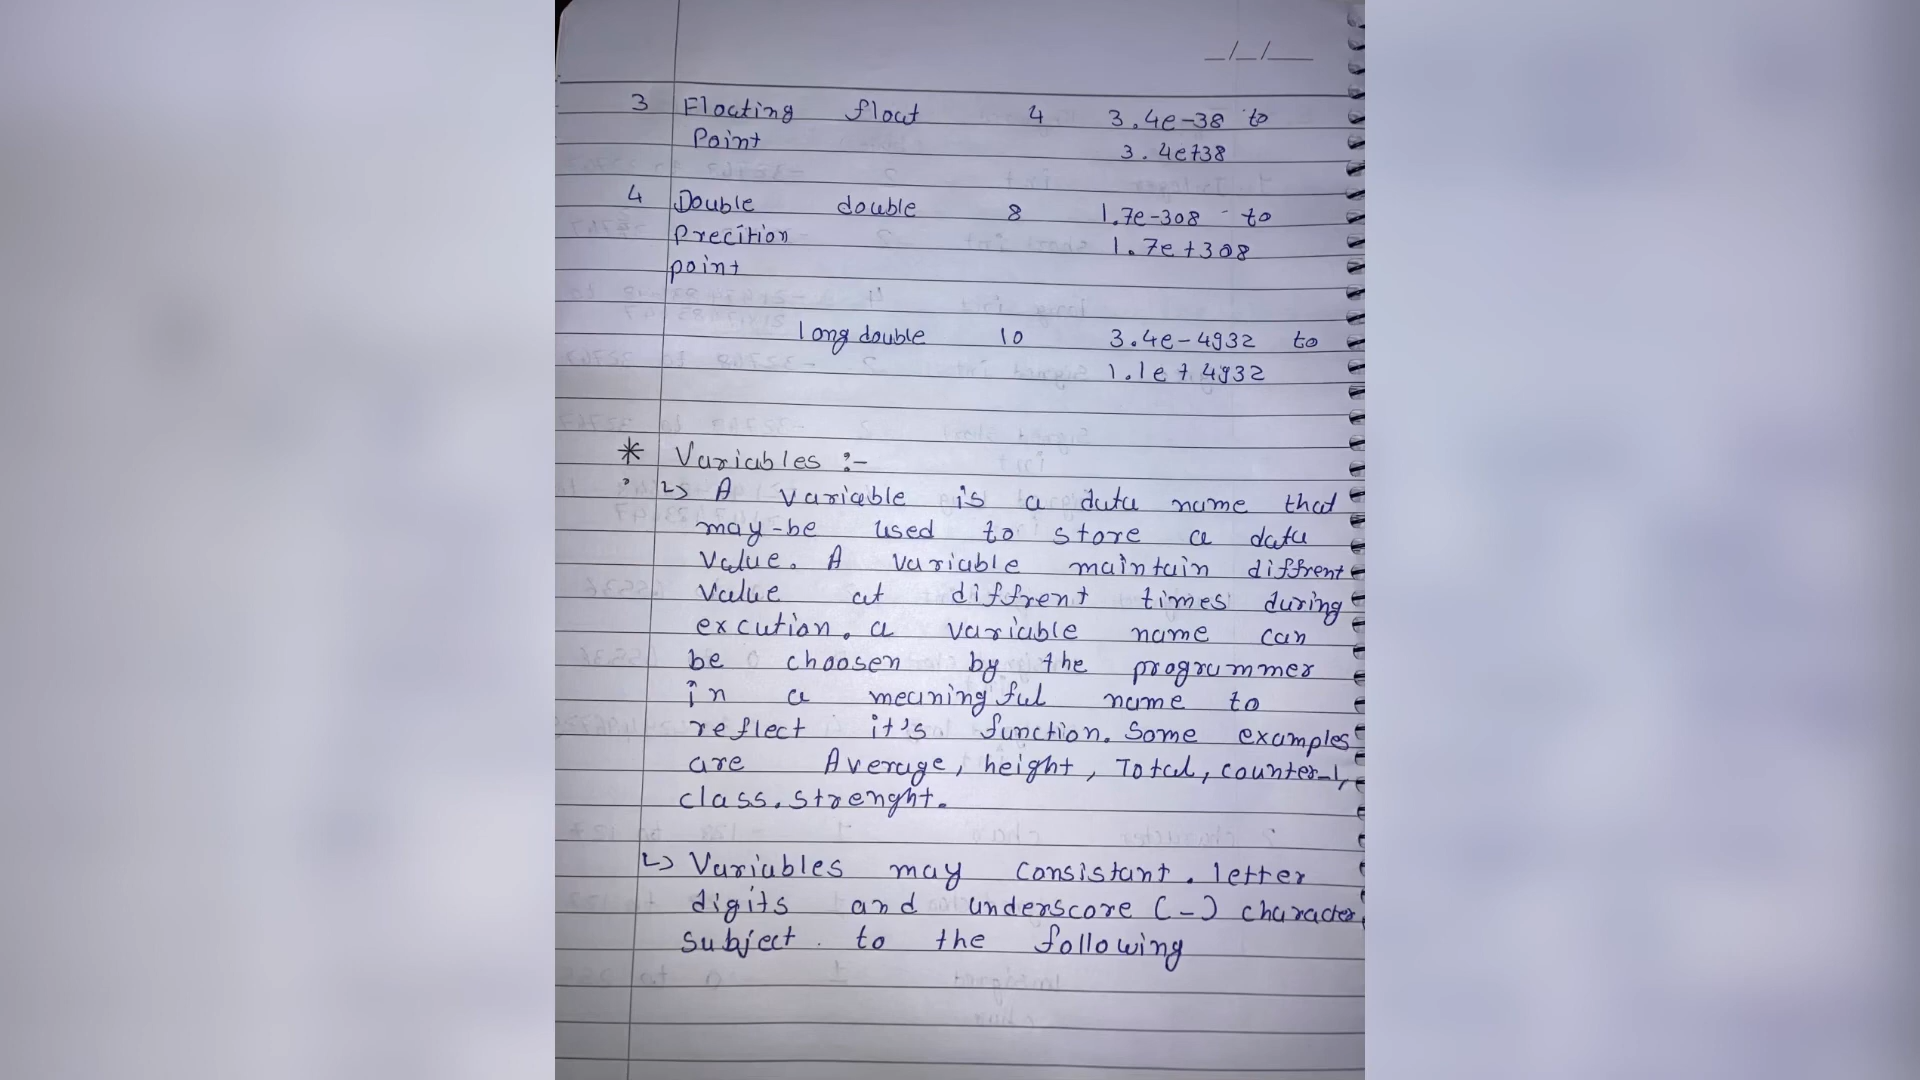 _/_/__
3 Floating float 4 3.4e-38 to
Point 3.4e+38
4 Double double 8 1.7e-308 to
Precition 1.7e+308
point
long double 10 3.4e-4932 to
1.1e+4932
* Variables :-
↳ A variable is a data name that
may-be used to store a data
value. A variable maintain diffrent
value at diffrent times during
excution. a variable name can
be choosen by the programmer
in a meaningful name to
reflect it's function. Some examples
are Average, height, Total, counter-1,
class. strenght.
↳ Variables may consistant. letter
digits and underscore (-) character,
subject to the following